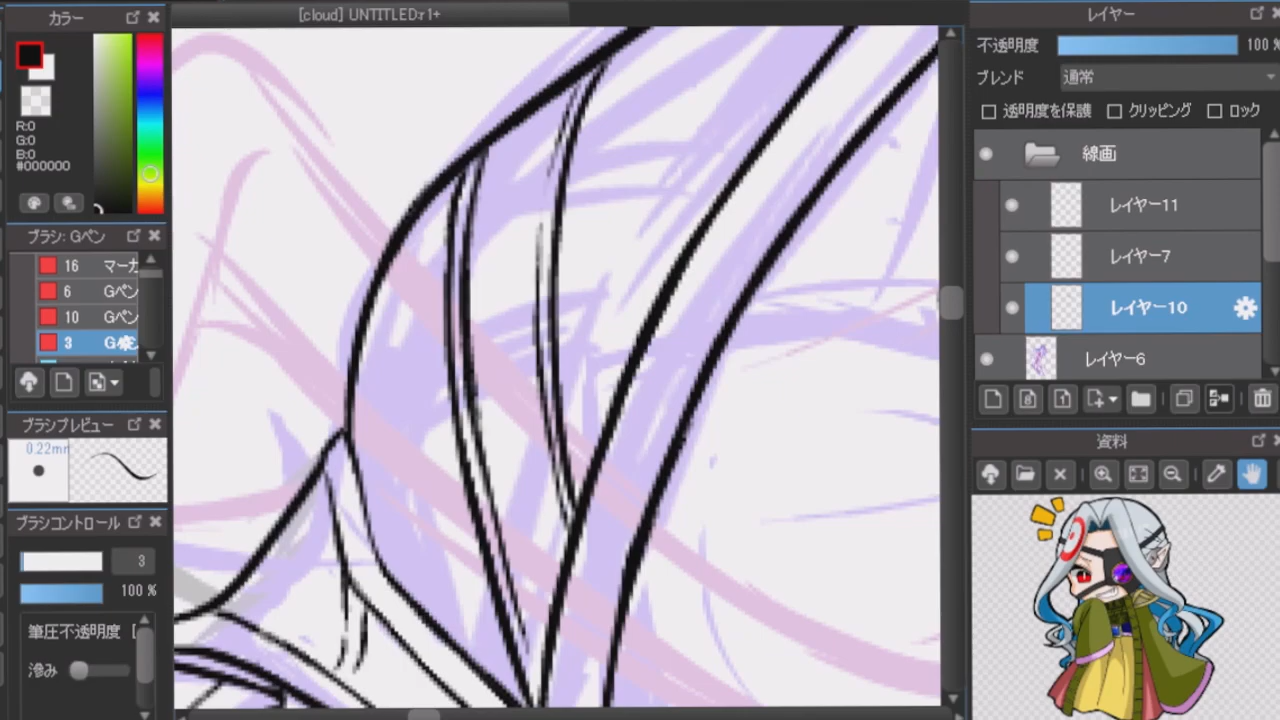 カラー
R:0
G:0
B:0
#000000
ブラシ: Gペン
16 マーカ
6 Gペン
10 Gペン
3
ブラシプレビュー
0.22mm
ブラシコントロール
3
100 %
筆圧不透明度 [
滲み
[cloud] UNTITLED:r1+
レイヤー
不透明度 100 %
ブレンド 通常
透明度を保護 クリッピング ロック
線画
レイヤー11
レイヤー7
レイヤー10
レイヤー6
8 1
資料